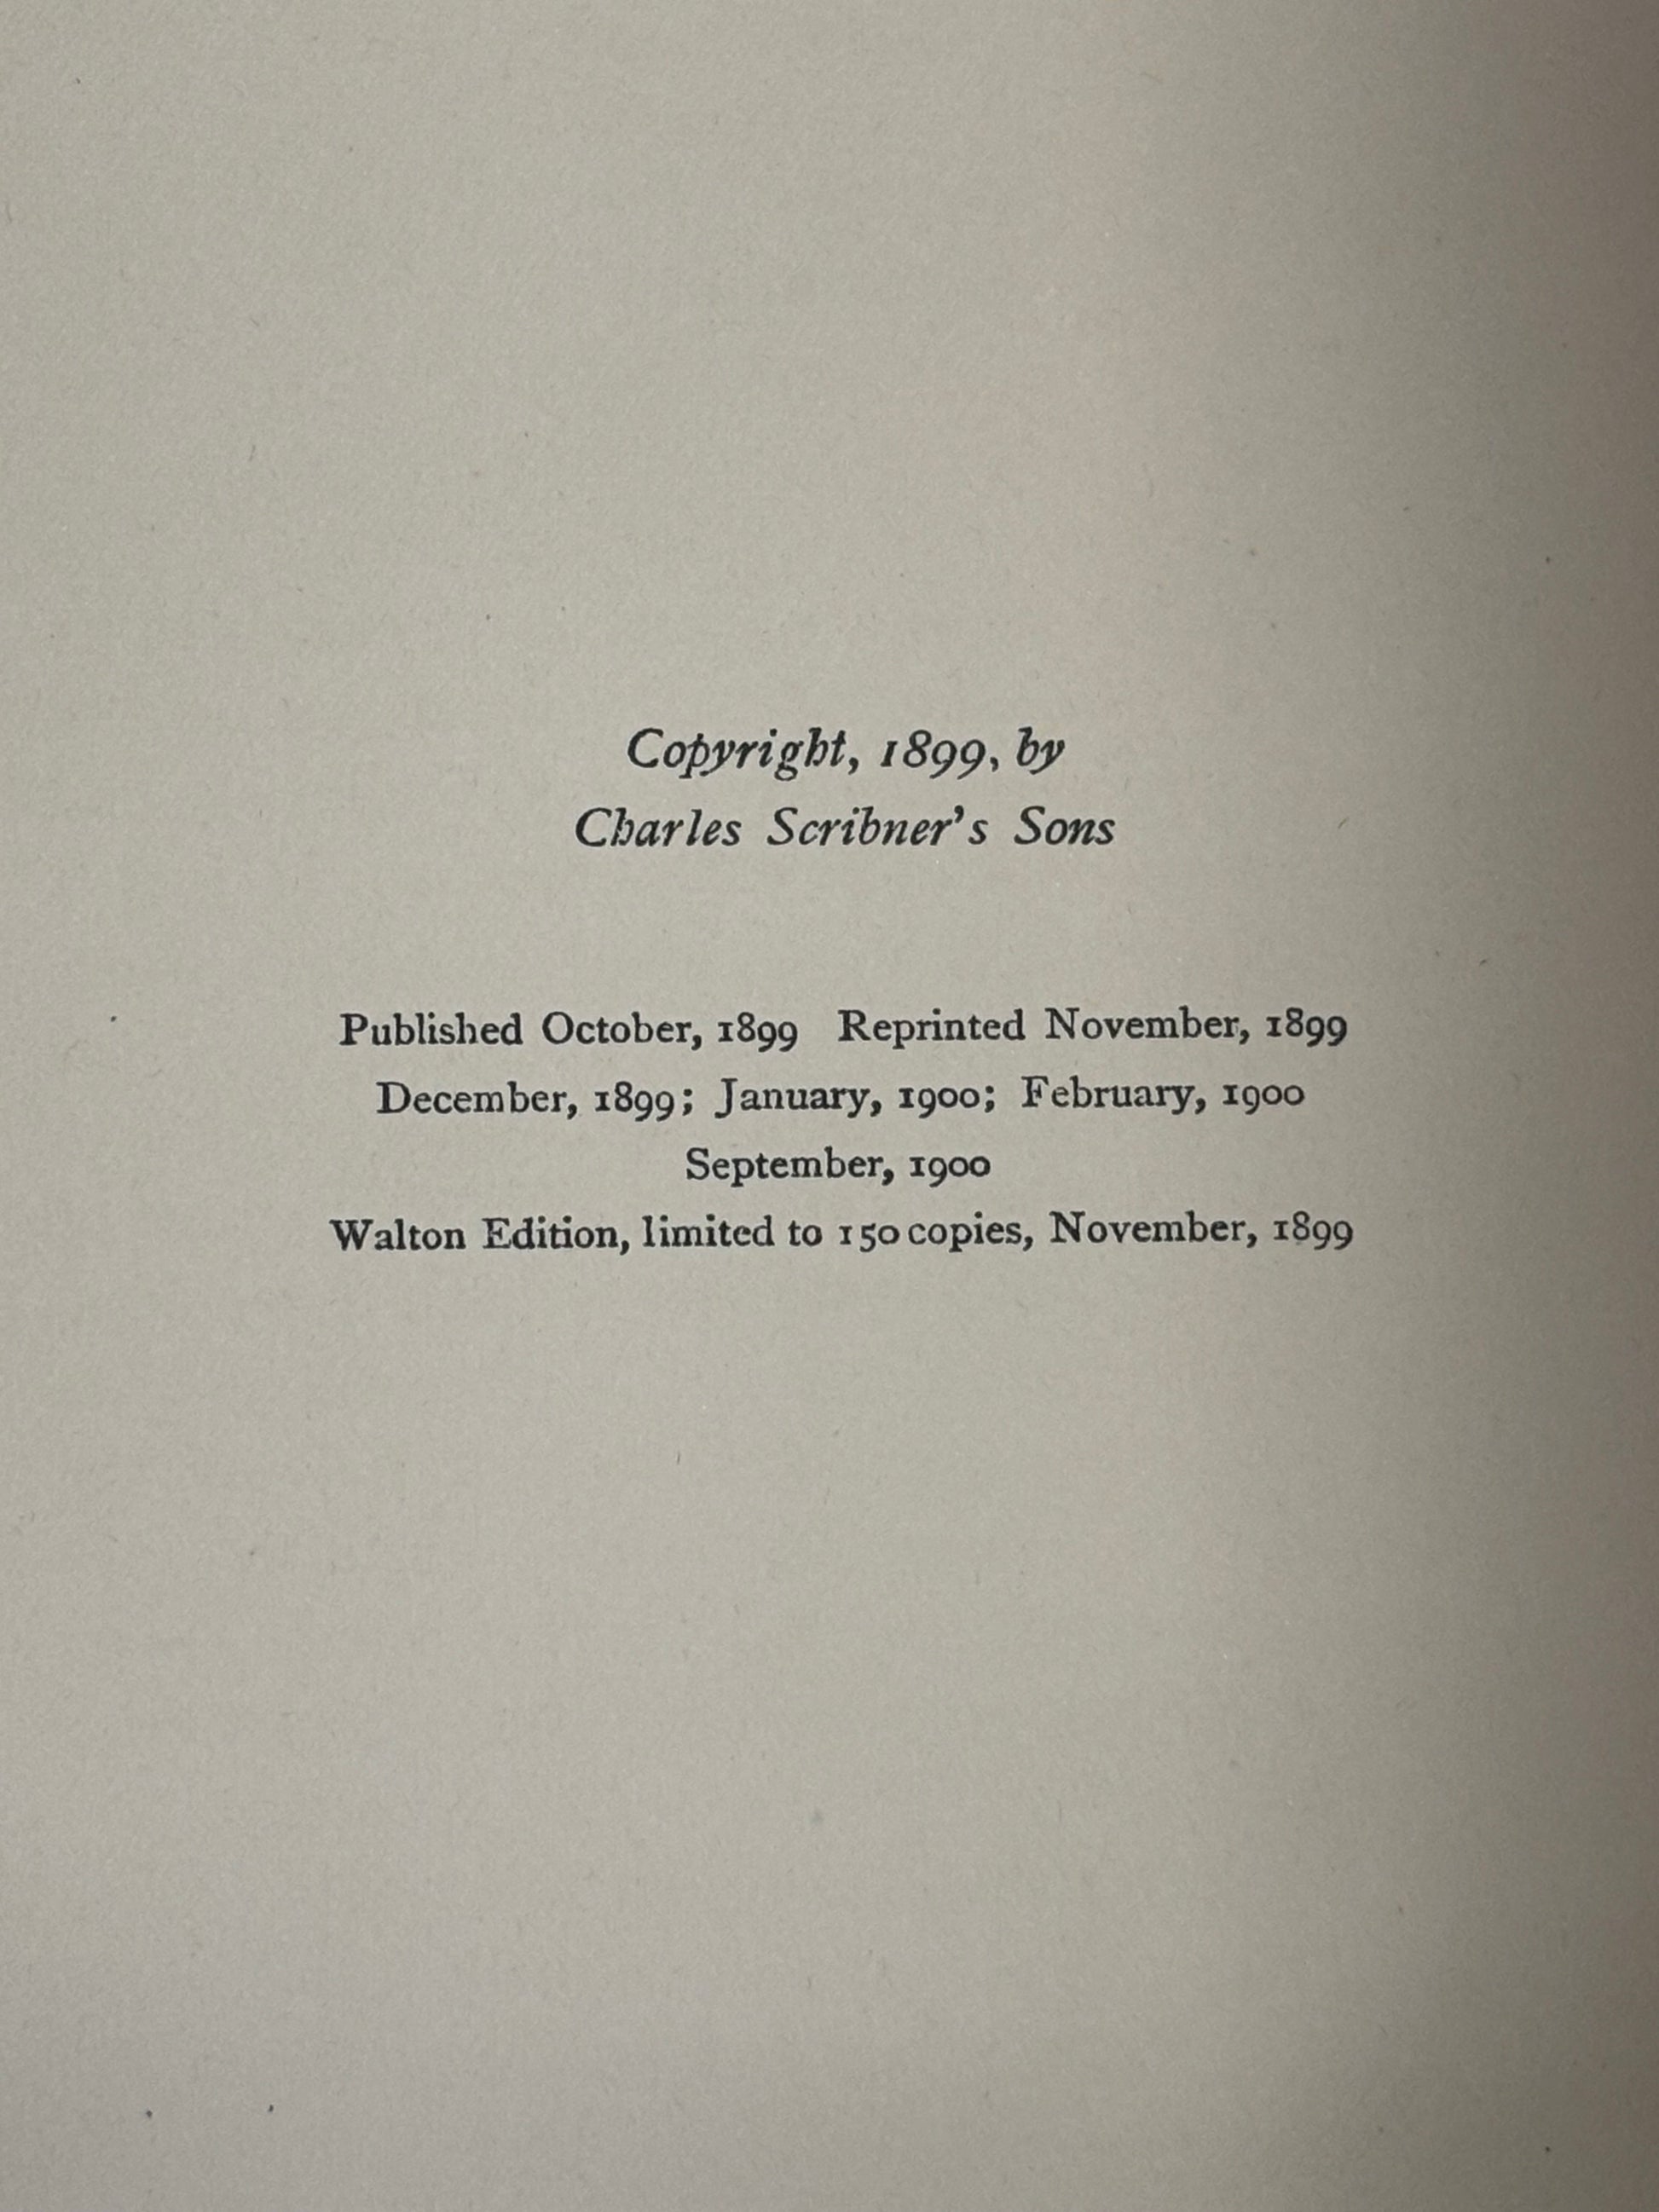 Copyright, 1899, by
Charles Scribner's Sons
Published October, 1899 Reprinted November, 1899
December, 1899; January, 1900; February, 1900
September, 1900
Walton Edition, limited to 150 copies, November, 1899